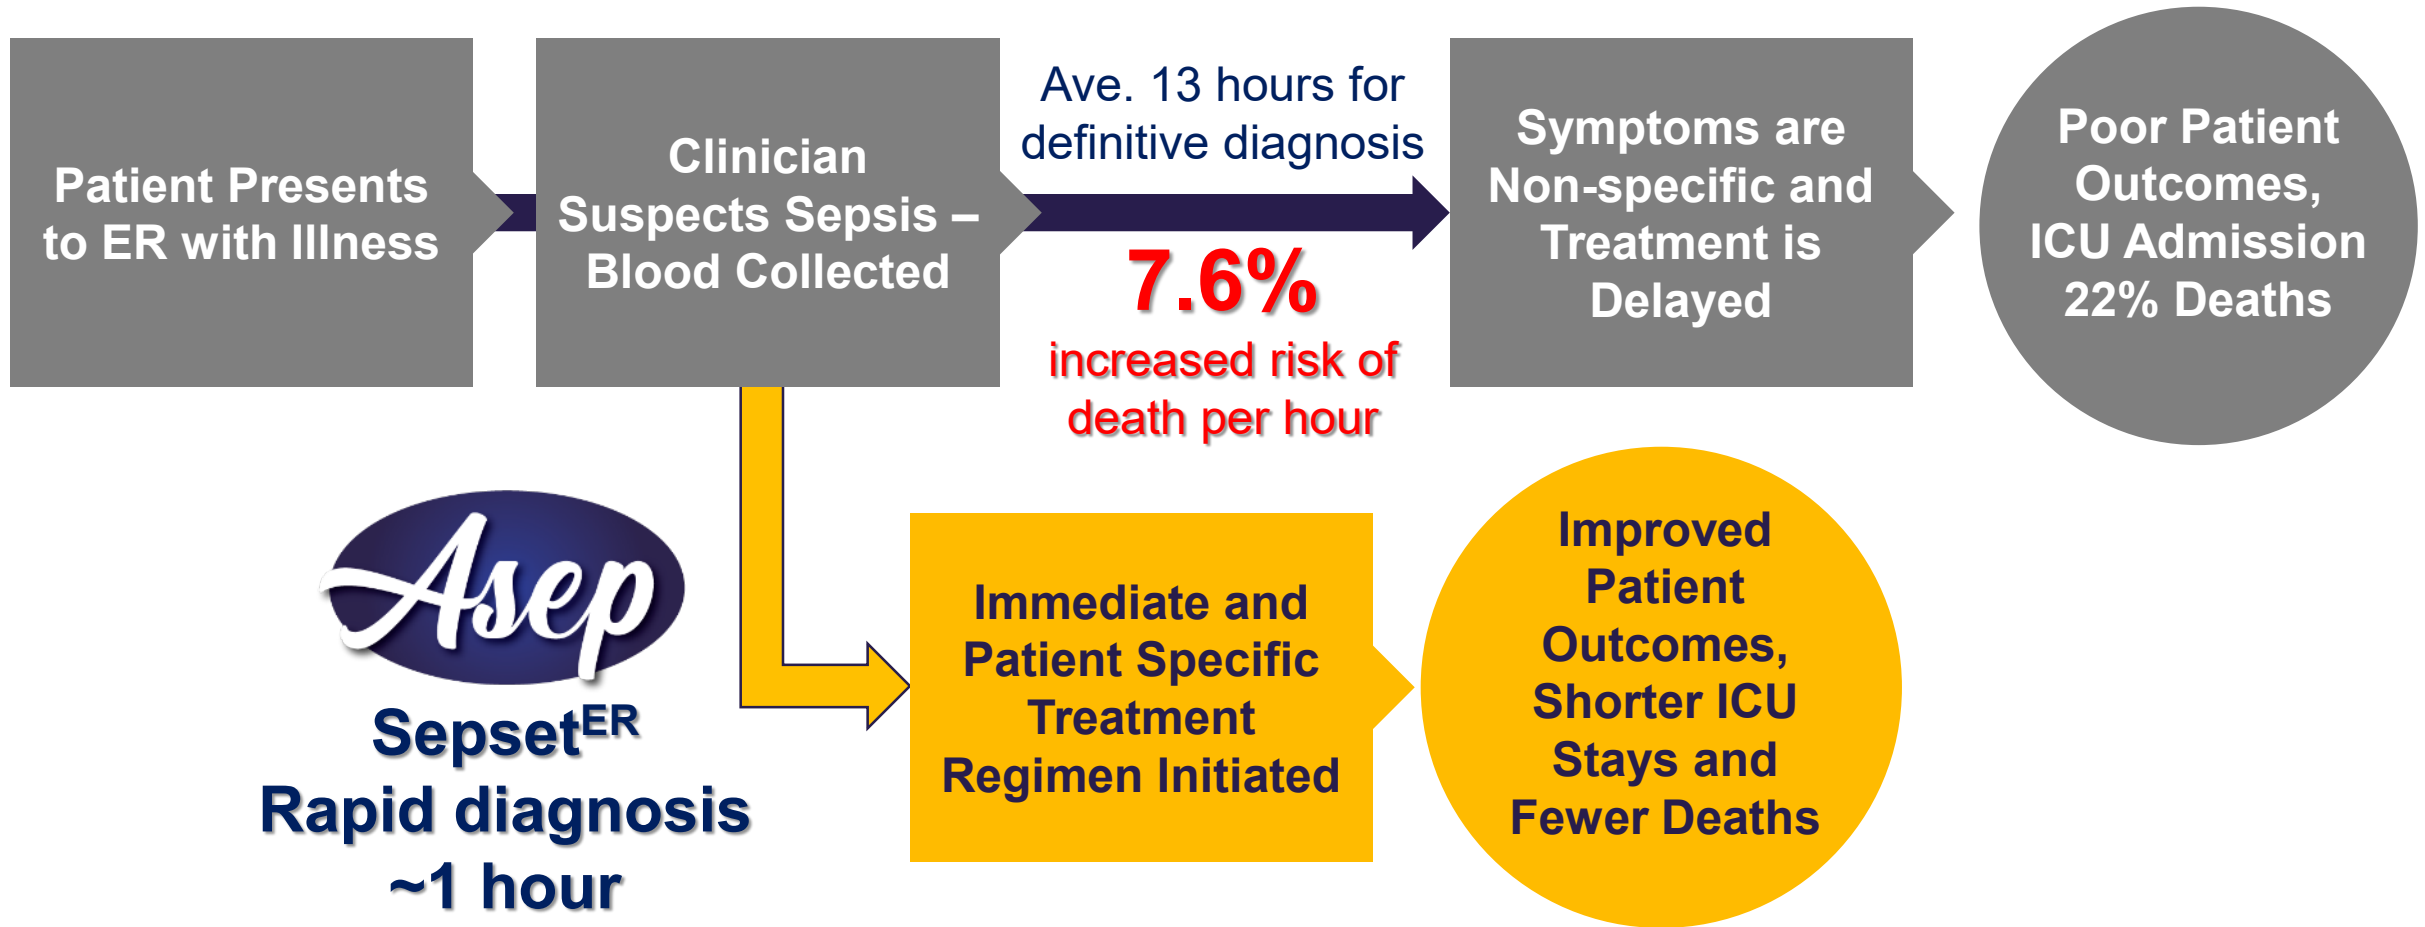 Patient Presents
to ER with Illness
Clinician
Suspects Sepsis –
Blood Collected
Ave. 13 hours for
definitive diagnosis
7.6%
increased risk of
death per hour
Symptoms are
Non-specific and
Treatment is
Delayed
Poor Patient
Outcomes,
ICU Admission
22% Deaths
Asep
Sepset^ER
Rapid diagnosis
~1 hour
Immediate and
Patient Specific
Treatment
Regimen Initiated
Improved
Patient
Outcomes,
Shorter ICU
Stays and
Fewer Deaths